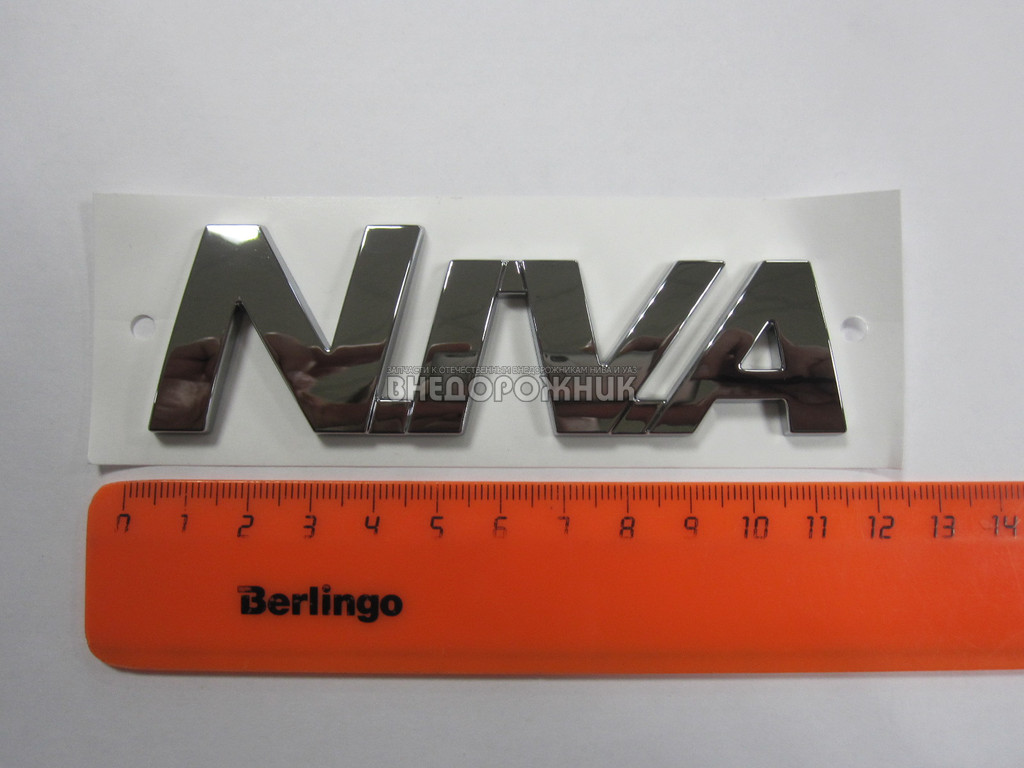 NIVA
ЗАПЧАСТИ К ОТЕЧЕСТВЕННЫМ ВНЕДОРОЖНИКАМ НИВА И УАЗ
ВНЕДОРОЖНИК
0 1 2 3 4 5 6 7 8 9 10 11 12 13 14
Berlingo